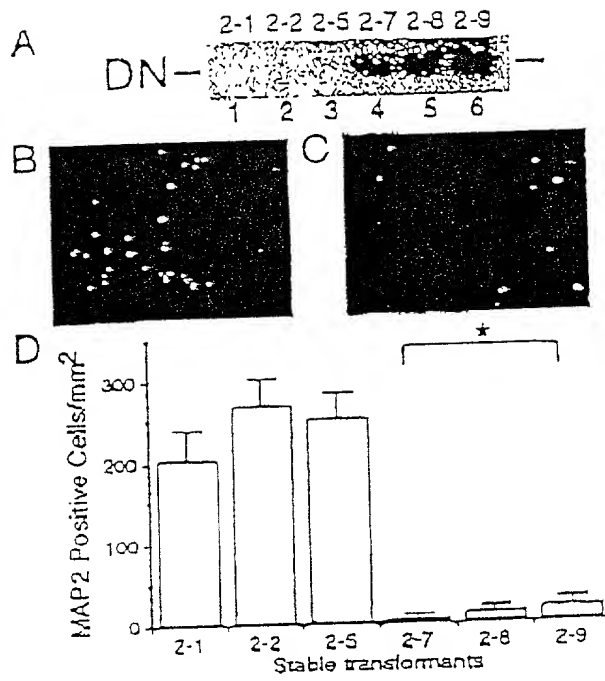 A
2-1 2-2 2-5 2-7 2-8 2-9
DN
1 2 3 4 5 6
B
C
D
*
MAP2 Positive Cells/mm2
300
200
100
0
2-1 2-2 2-5 2-7 2-8 2-9
Stable transformants